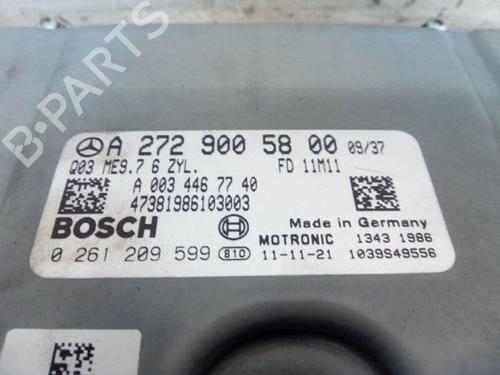 A 272 900 58 00 09/37
Q03 ME9.7 6 ZYL. FD 11M11
A 003 446 77 40
47381986103003
BOSCH Made in Germany
MOTRONIC 1343 1986
0 261 209 599 810 11-11-21 1039S49556
B-PARTS